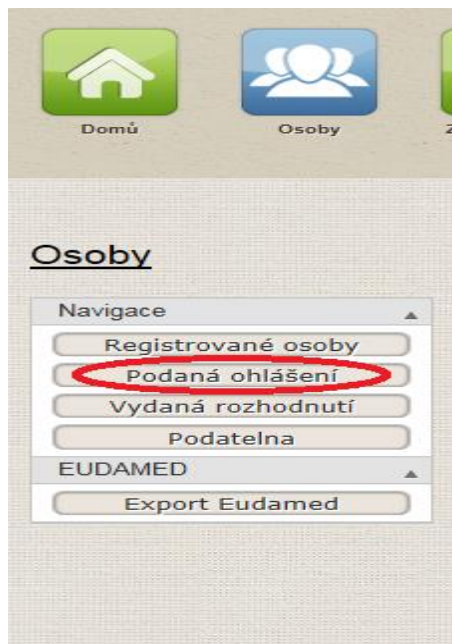 Domů
Osoby
Osoby
Navigace
Registrované osoby
Podaná ohlášení
Vydaná rozhodnutí
Podatelna
EUDAMED
Export Eudamed